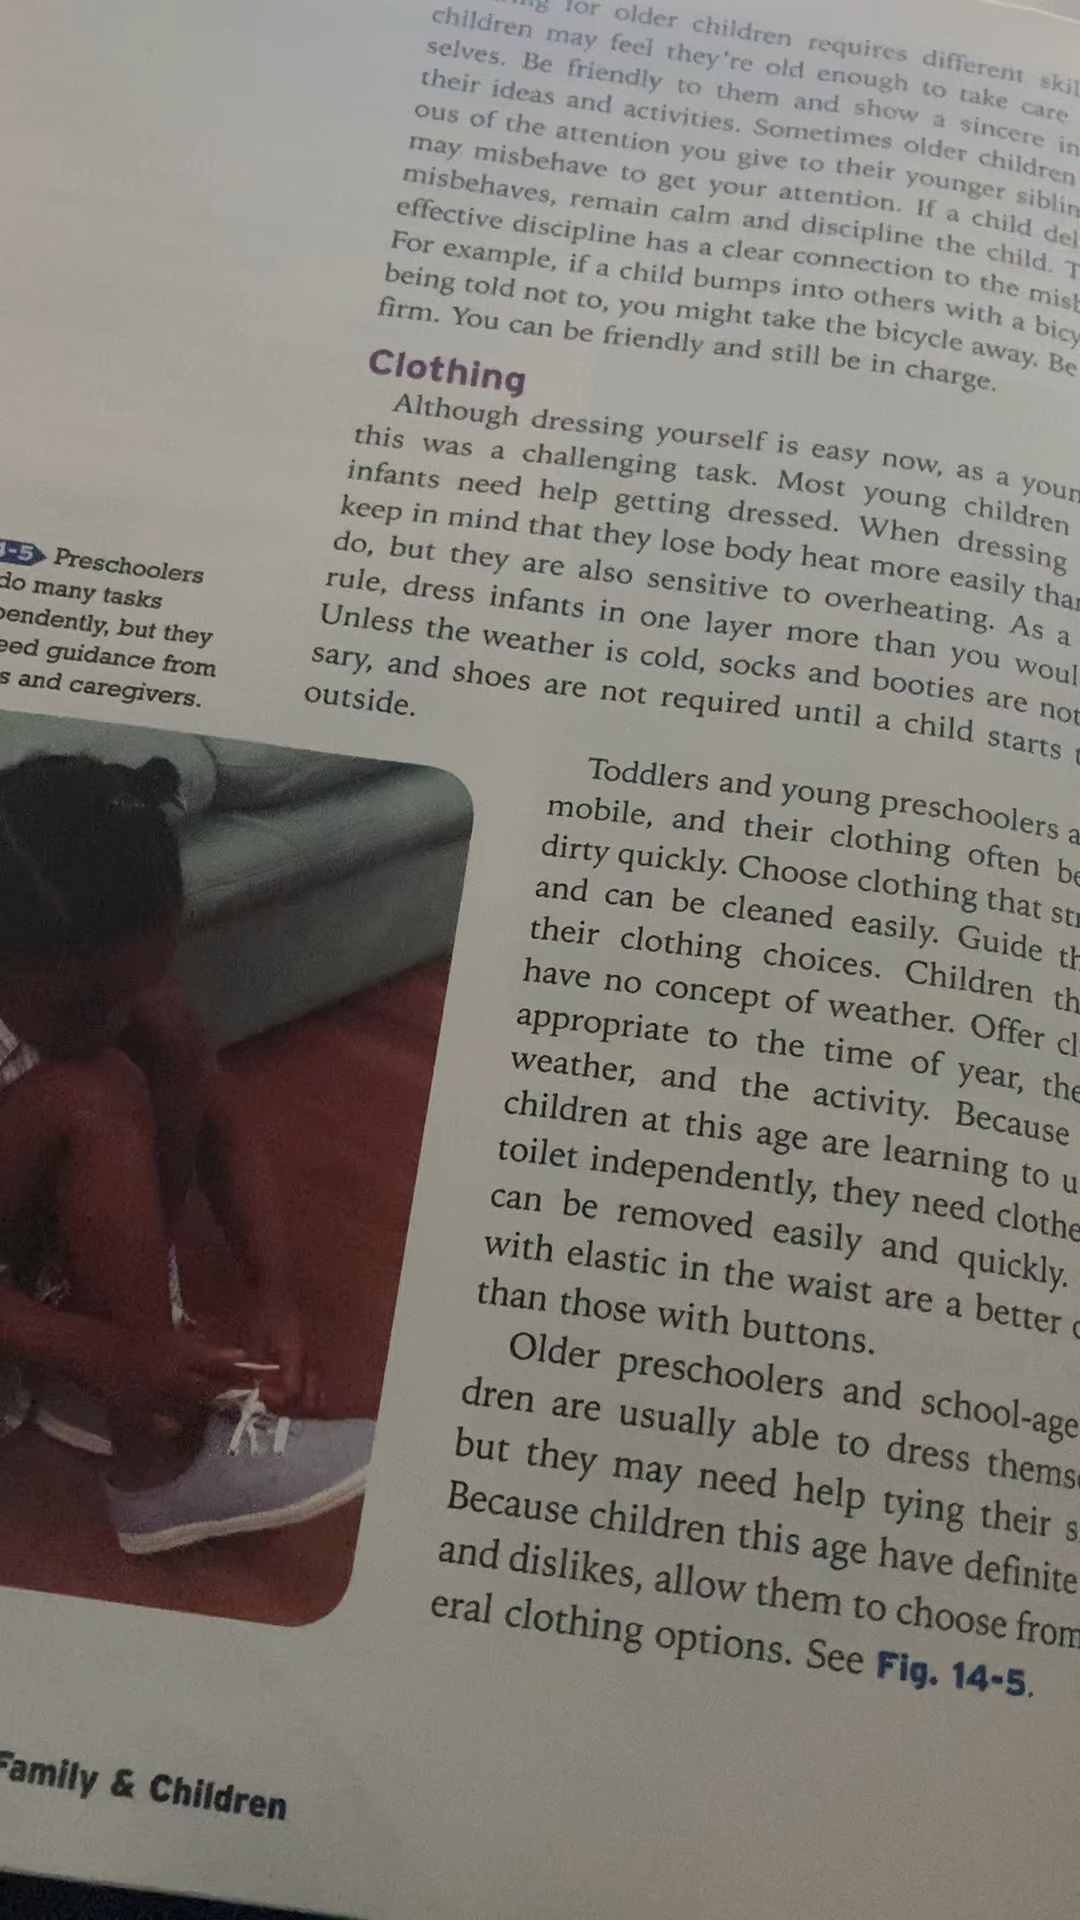 for older children requires different
children may feel they're old enough to take care
selves. Be friendly to them and show a sincere
their ideas and activities. Sometimes older children
ous of the attention you give to their younger
may misbehave to get your attention. If a child
misbehaves, remain calm and discipline the child.
effective discipline has a clear connection to the
For example, if a child bumps into others with a
being told not to, you might take the bicycle away. Be
firm. You can be friendly and still be in charge.
Clothing
Although dressing yourself is easy now, as a
this was a challenging task. Most young children
infants need help getting dressed. When dressing
keep in mind that they lose body heat more easily
do, but they are also sensitive to overheating. As a
rule, dress infants in one layer more than you
Unless the weather is cold, socks and booties are not
sary, and shoes are not required until a child starts
outside.
-5 Preschoolers
do many tasks
pendently, but they
eed guidance from
s and caregivers.
Toddlers and young preschoolers
mobile, and their clothing often
dirty quickly. Choose clothing that
and can be cleaned easily. Guide
their clothing choices. Children
have no concept of weather. Offer
appropriate to the time of year, the
weather, and the activity. Because
children at this age are learning to
toilet independently, they need
can be removed easily and quickly.
with elastic in the waist are a better
than those with buttons.
Older preschoolers and school-age
dren are usually able to dress
but they may need help tying their
Because children this age have definite
and dislikes, allow them to choose from
eral clothing options. See Fig. 14-5.
Family & Children